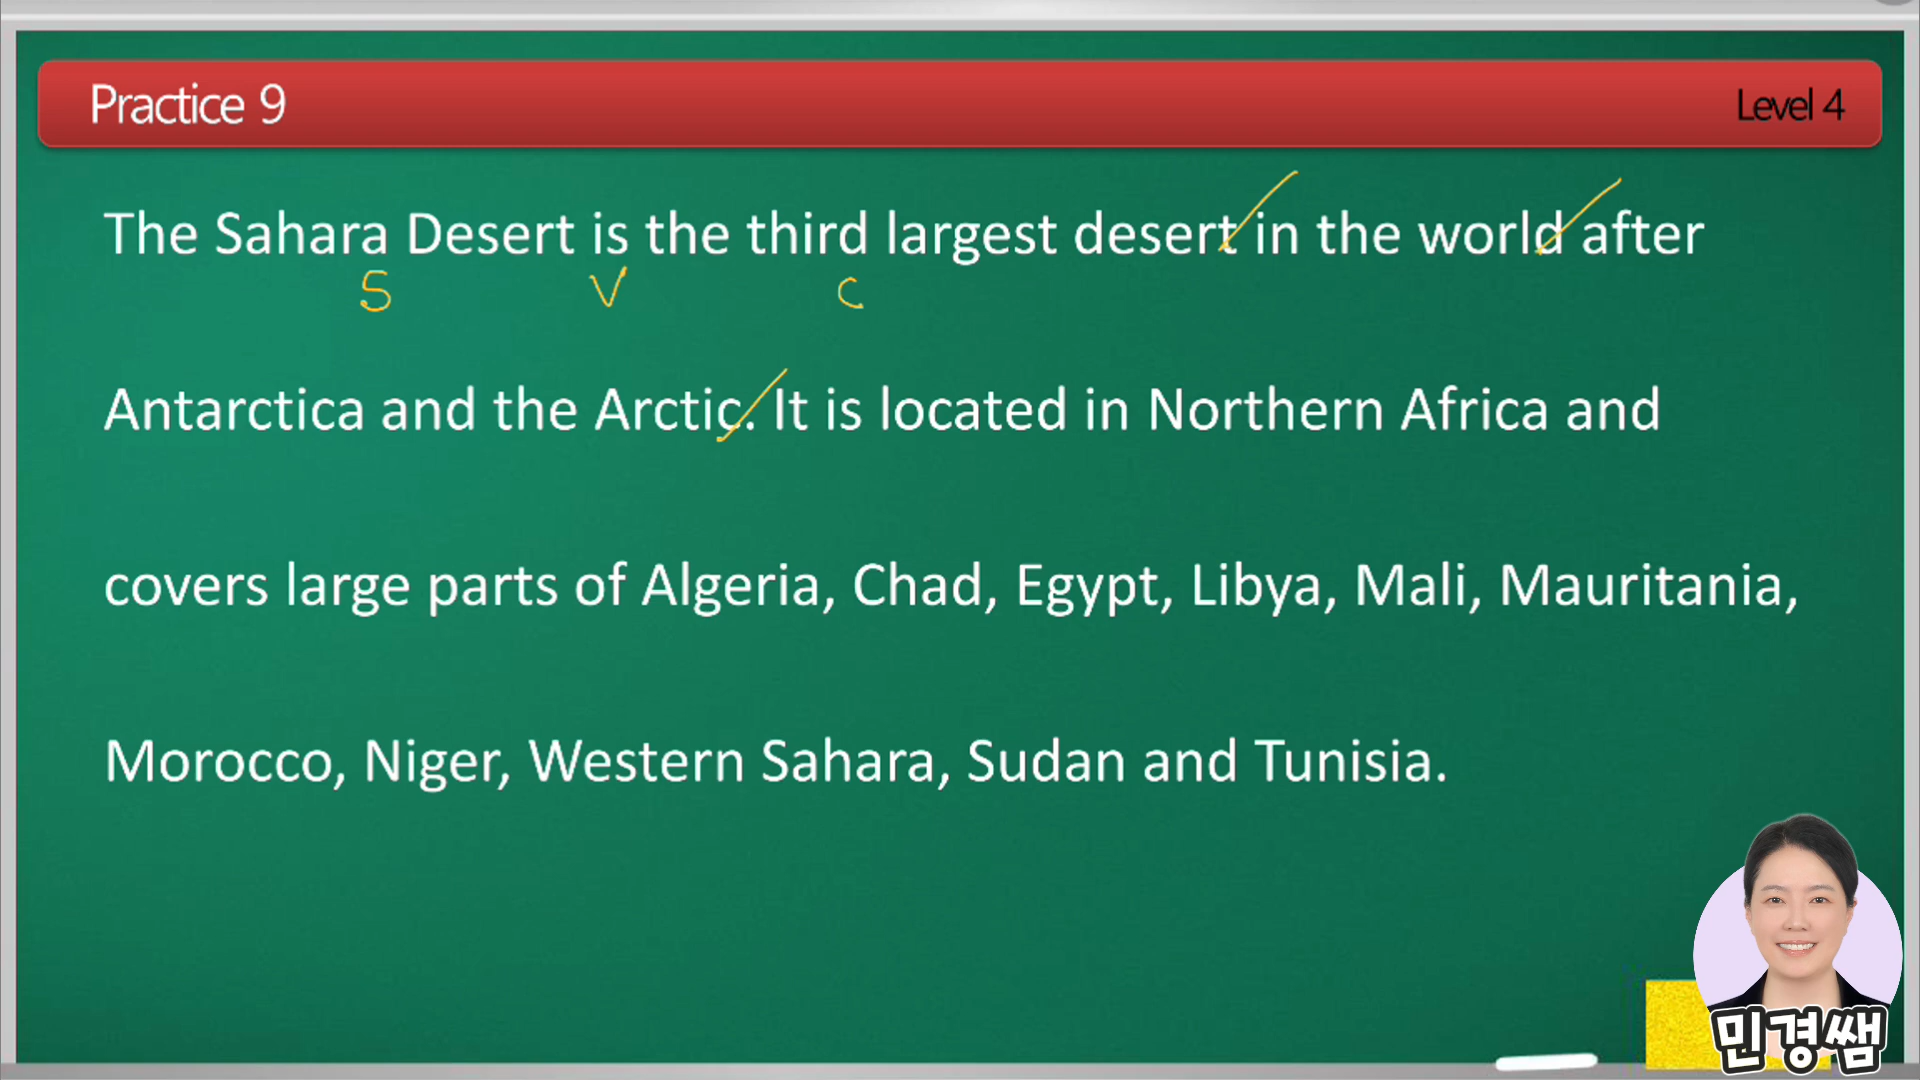 Practice 9
Level 4
The Sahara Desert is the third largest desert in the world after
S V C
Antarctica and the Arctic. It is located in Northern Africa and
covers large parts of Algeria, Chad, Egypt, Libya, Mali, Mauritania,
Morocco, Niger, Western Sahara, Sudan and Tunisia.
민경쌤